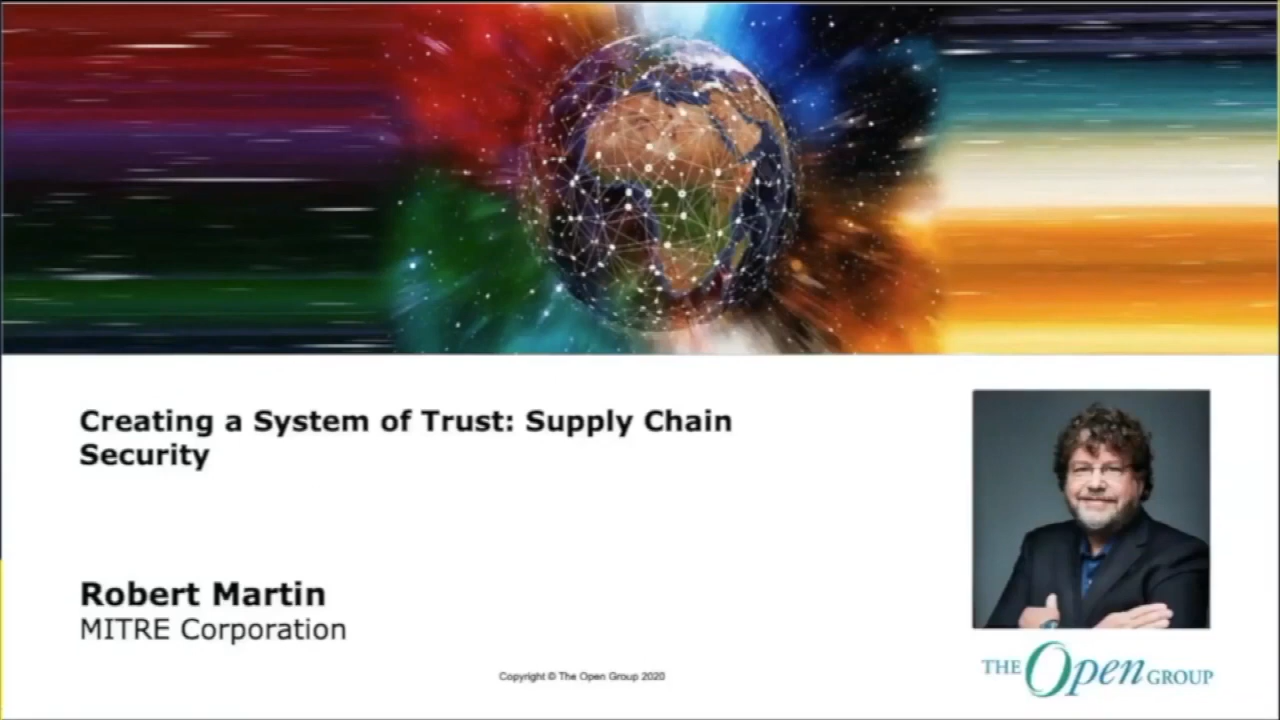 Creating a System of Trust: Supply Chain
Security
Robert Martin
MITRE Corporation
Copyright © The Open Group 2020
THE Open GROUP